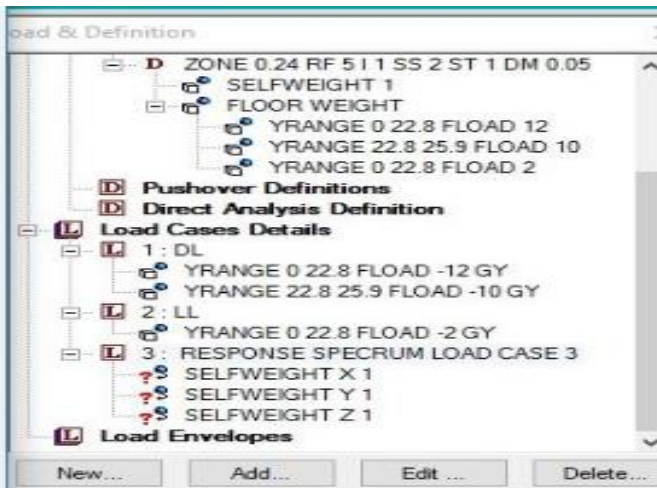 oad & Definition
D ZONE 0.24 RF 5 I 1 SS 2 ST 1 DM 0.05
SELFWEIGHT 1
FLOOR WEIGHT
YRANGE 0 22.8 FLOAD 12
YRANGE 22.8 25.9 FLOAD 10
YRANGE 0 22.8 FLOAD 2
D Pushover Definitions
D Direct Analysis Definition
L Load Cases Details
L 1 : DL
YRANGE 0 22.8 FLOAD -12 GY
YRANGE 22.8 25.9 FLOAD -10 GY
L 2 : LL
YRANGE 0 22.8 FLOAD -2 GY
L 3 : RESPONSE SPECRUM LOAD CASE 3
?S SELFWEIGHT X 1
?S SELFWEIGHT Y 1
?S SELFWEIGHT Z 1
L Load Envelopes
New... Add... Edit ... Delete...